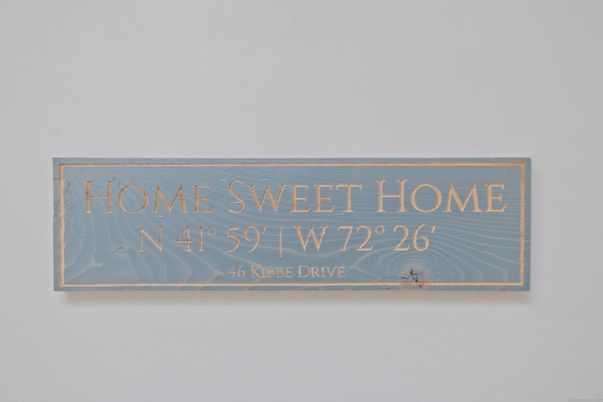 HOME SWEET HOME
N 41° 59' | W 72° 26'
46 KIBBE DRIVE